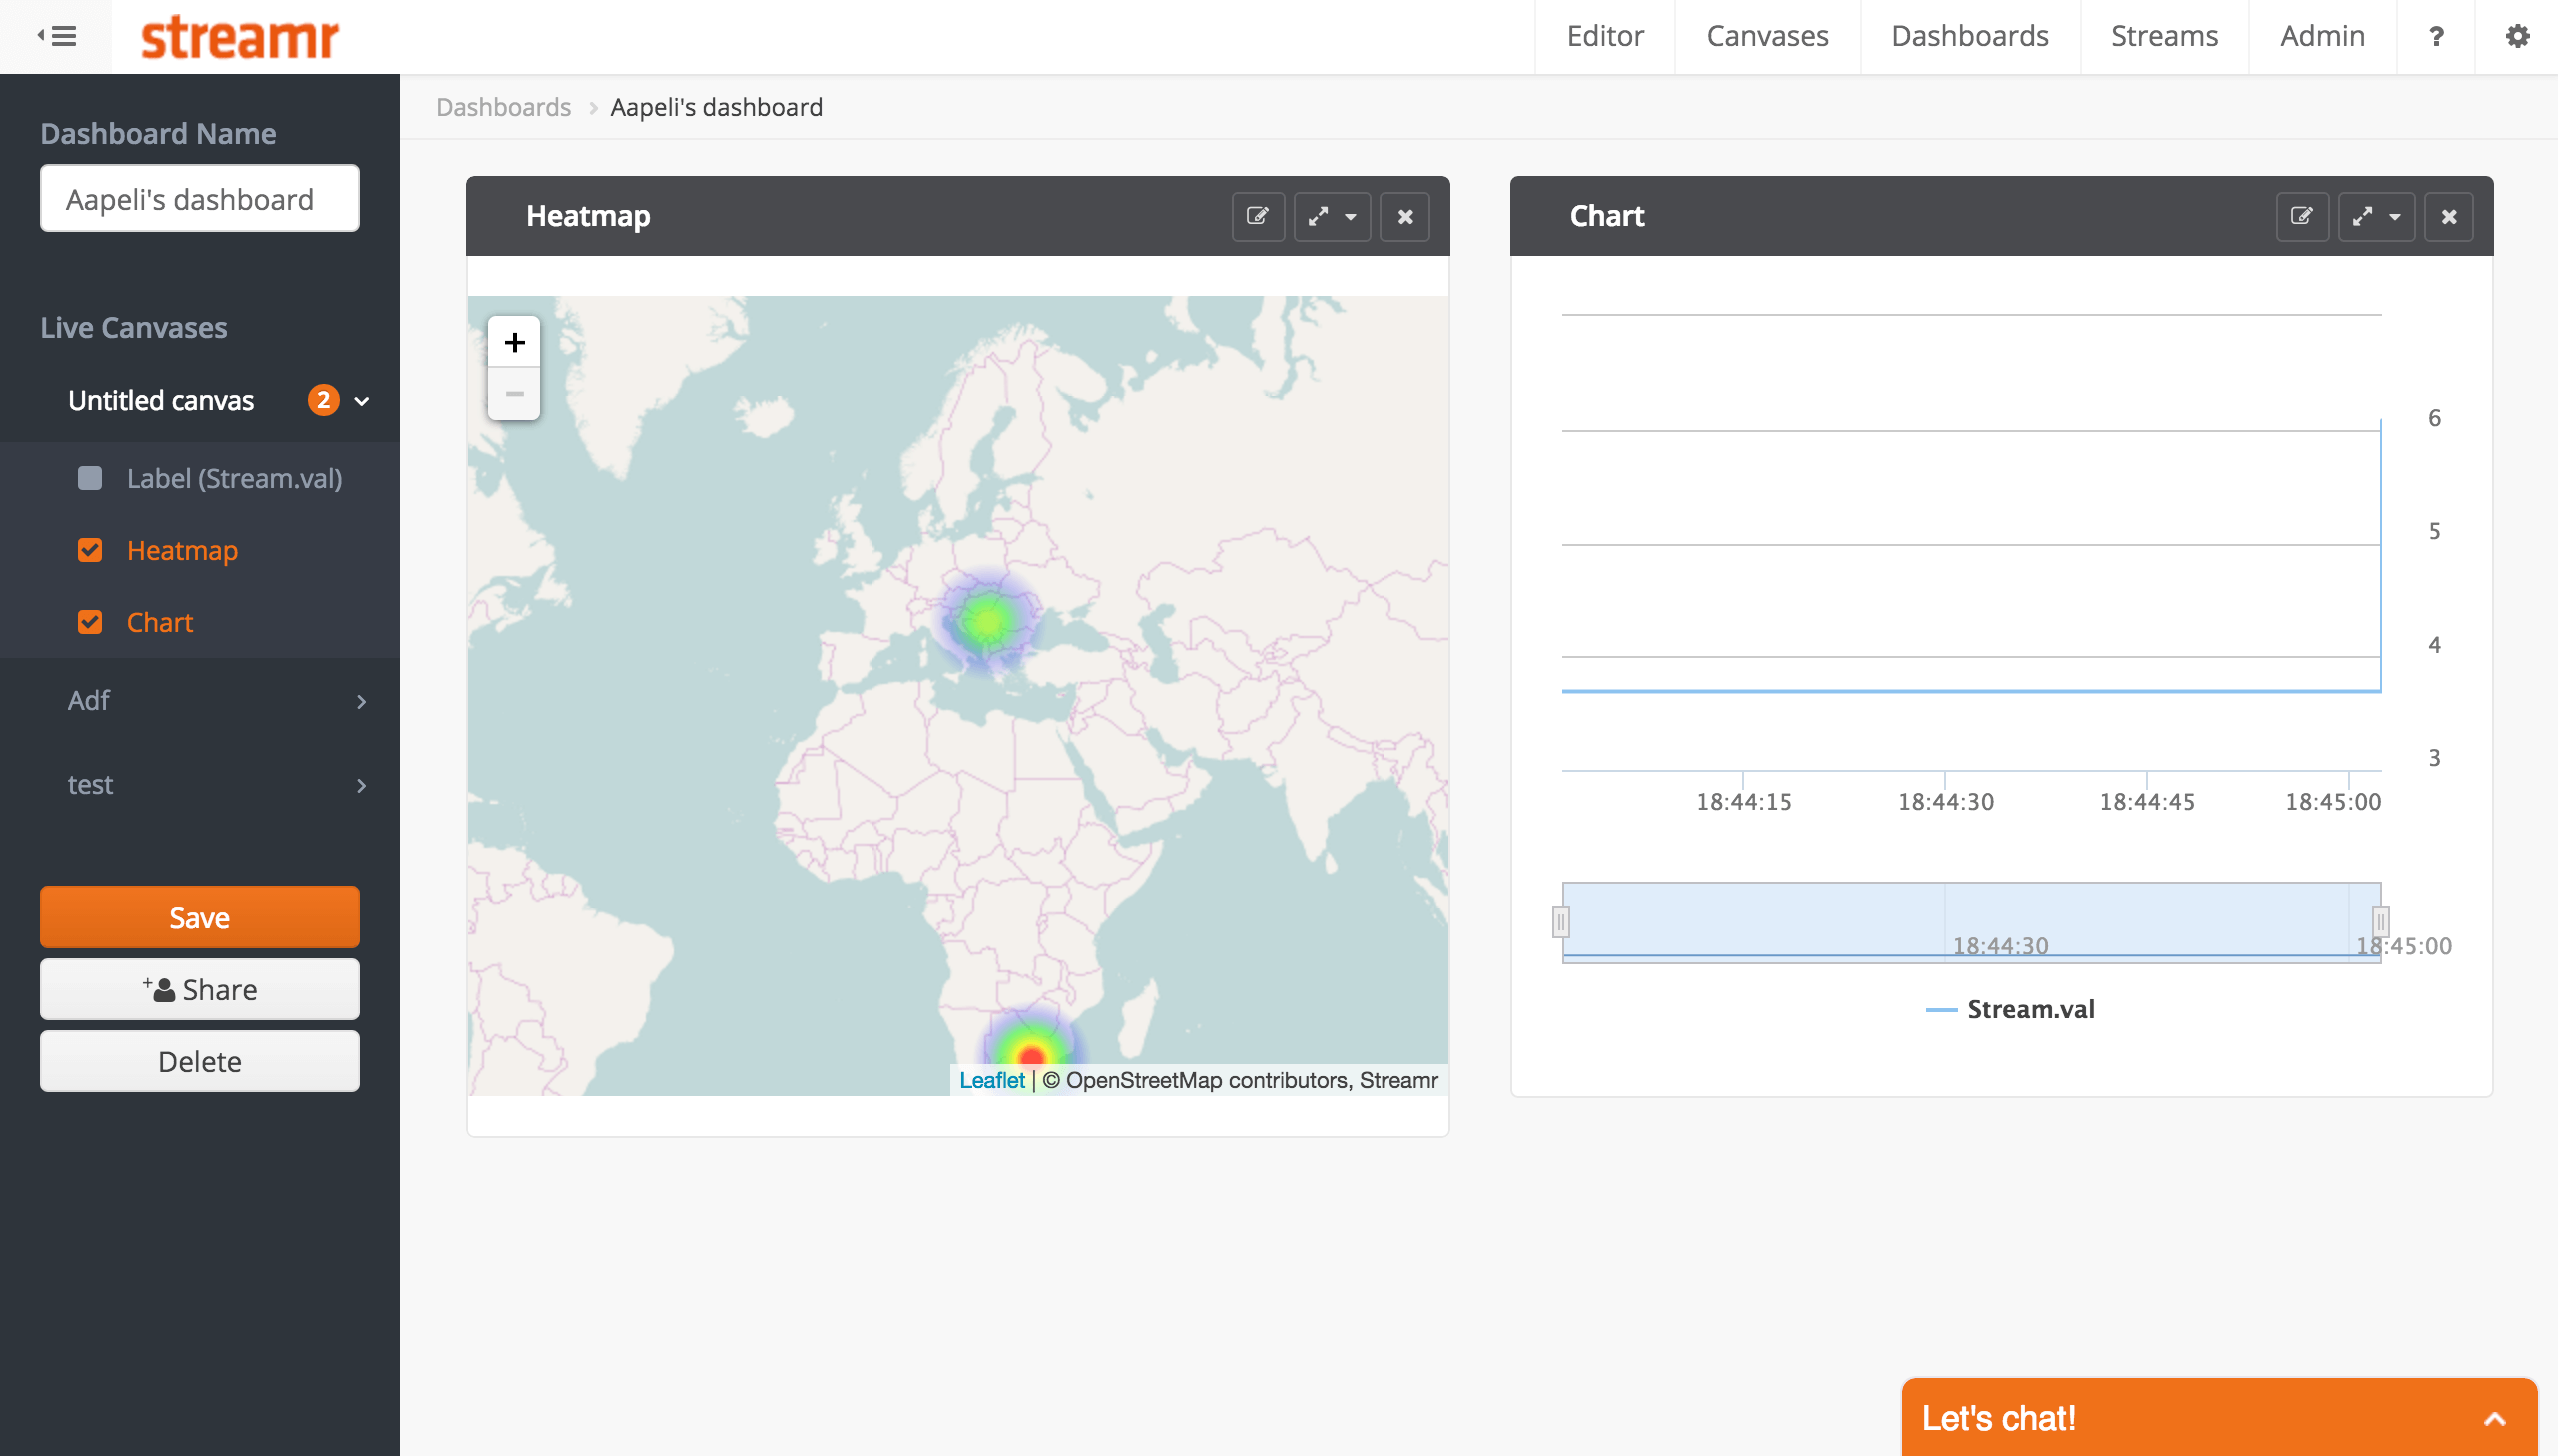 streamr
Editor
Canvases
Dashboards
Streams
Admin
?
Dashboard Name
Aapeli's dashboard
Live Canvases
Untitled canvas 2
Label (Stream.val)
Heatmap
Chart
Adf
test
Save
Share
Delete
Dashboards Aapeli's dashboard
Heatmap
+
−
Leaflet | © OpenStreetMap contributors, Streamr
Chart
6
5
4
3
18:44:15 18:44:30 18:44:45 18:45:00
18:44:30 18:45:00
Stream.val
Let's chat!